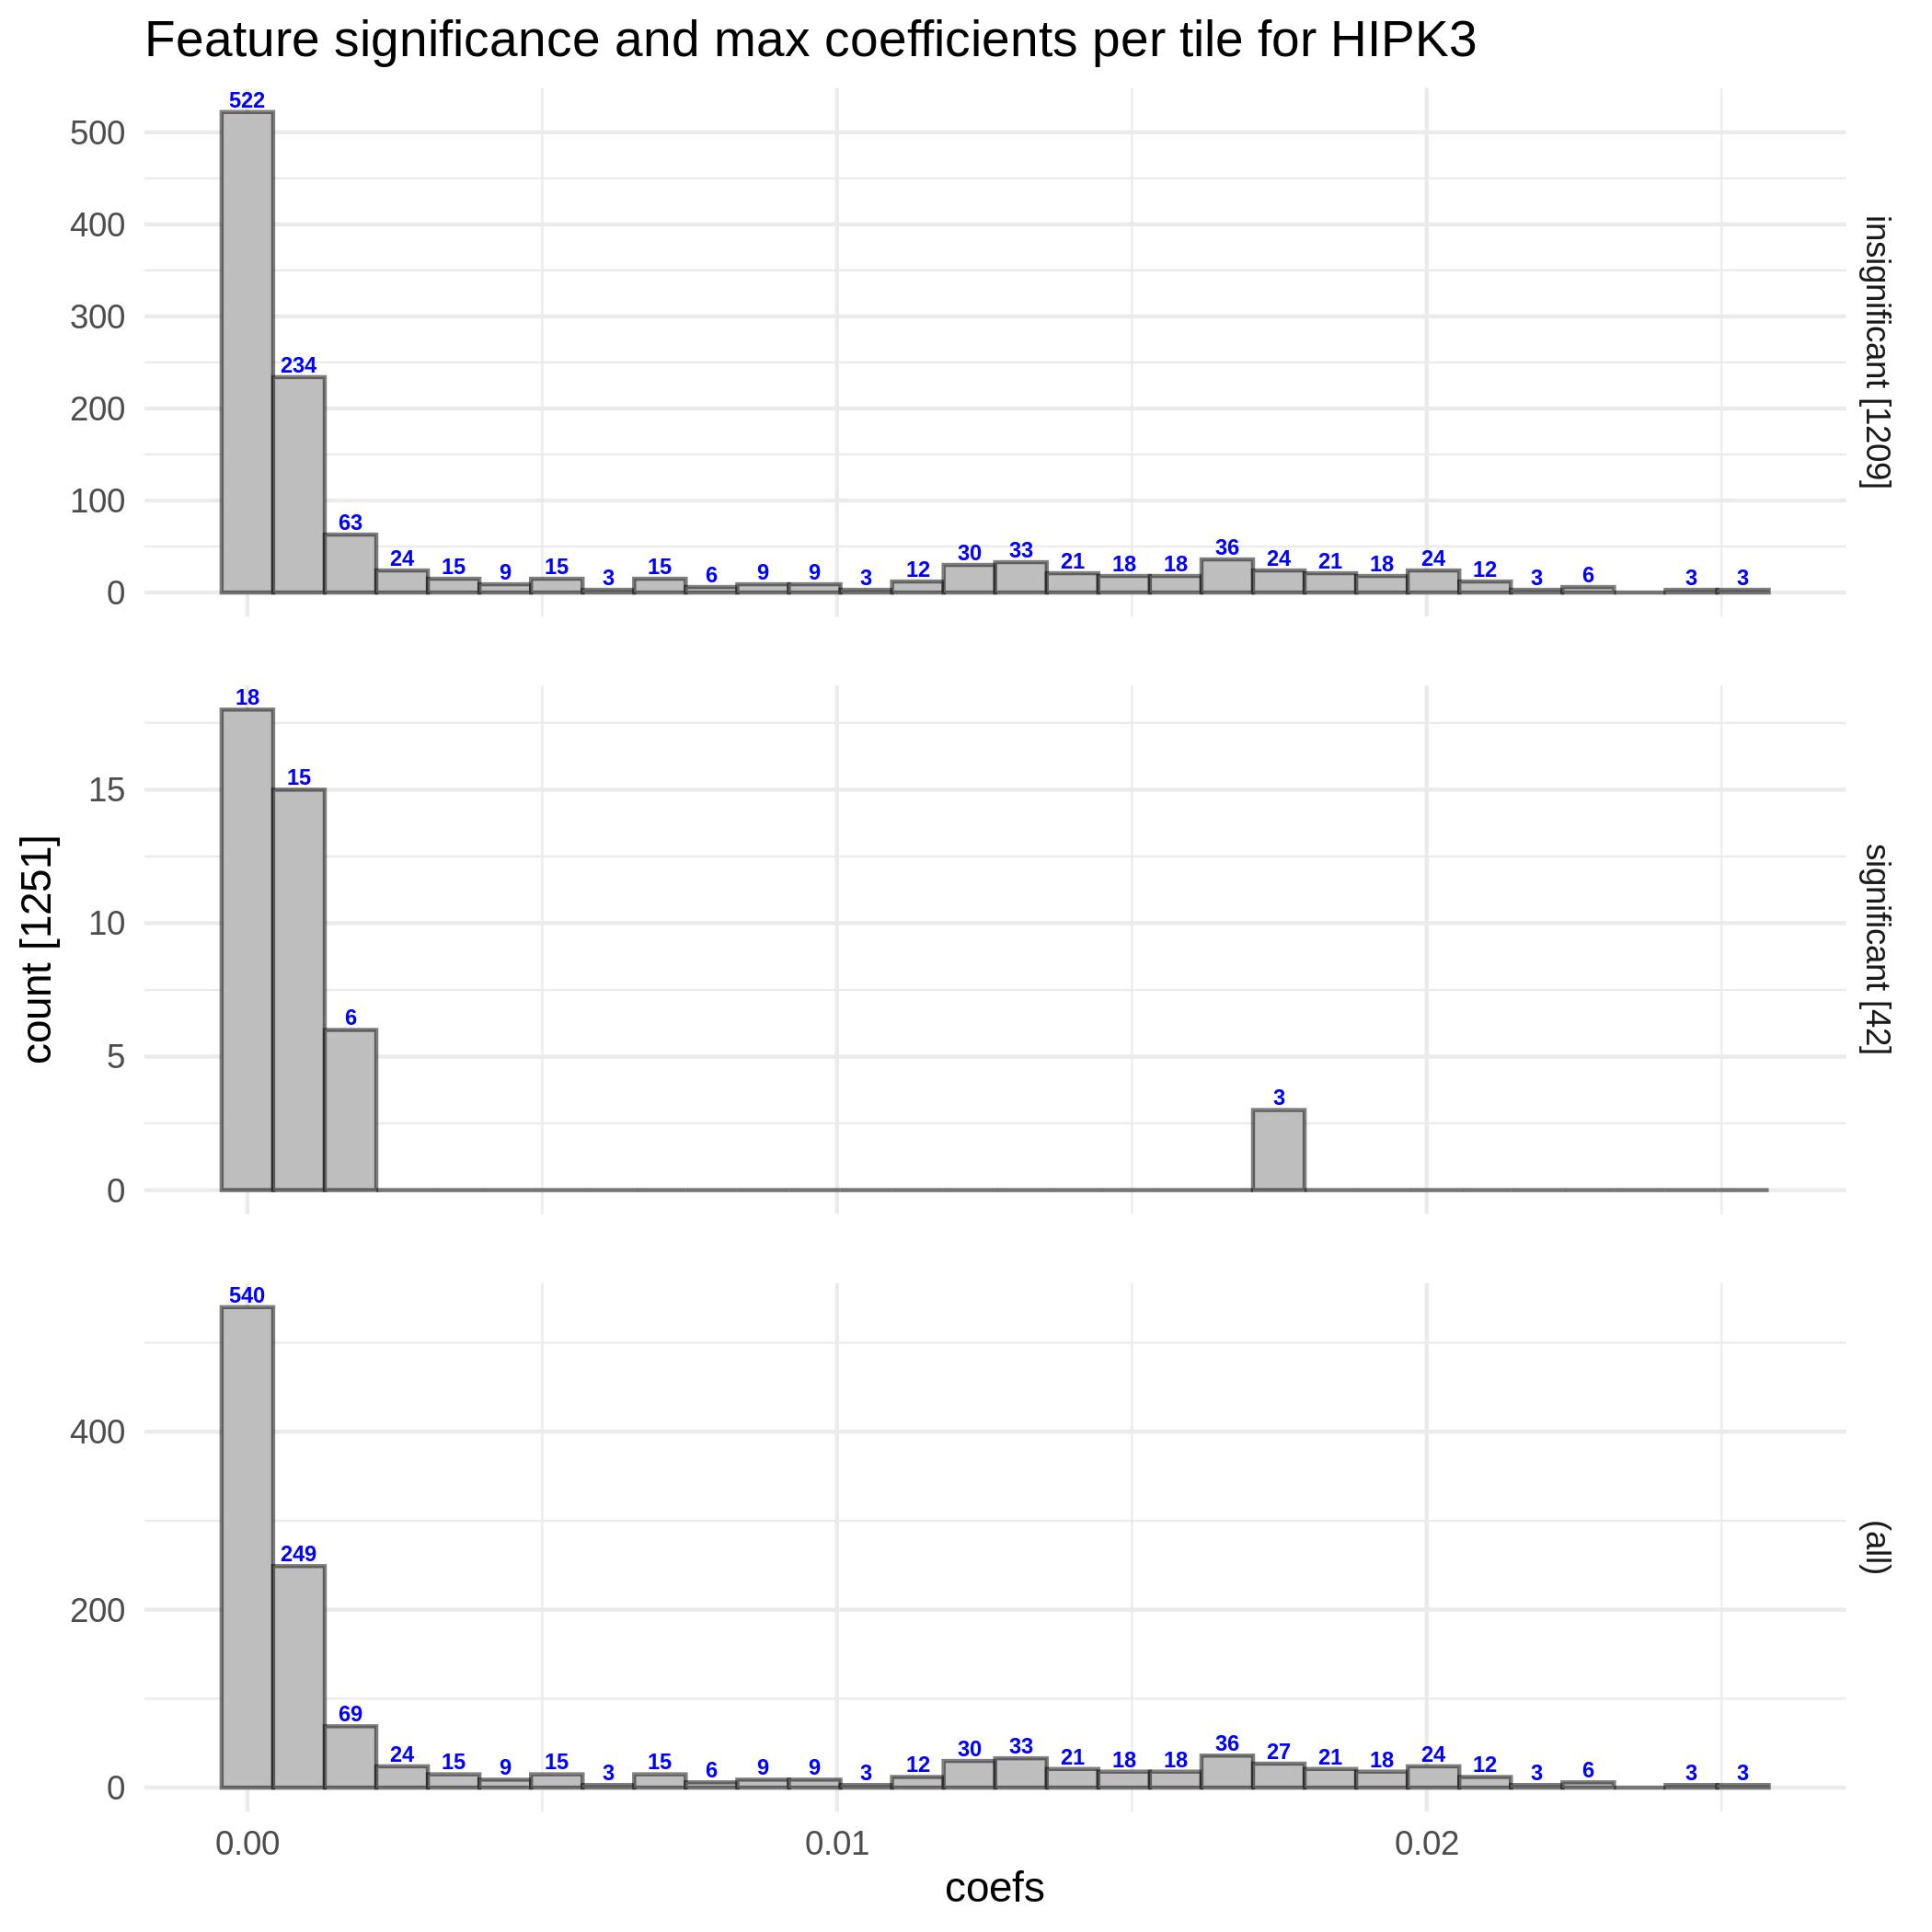 Feature significance and max coefficients per tile for HIPK3
522
500
400
300
234
200
100
63
24 15 9 15 3 15 6 9 9 3 12 30 33 21 18 18 36 24 21 18 24 12 3 6 3 3
0
insignificant [1209]
18
15
15
10
6
5
3
0
significant [42]
count [1251]
540
400
249
200
69
24 15 9 15 3 15 6 9 9 3 12 30 33 21 18 18 36 27 21 18 24 12 3 6 3 3
0
(all)
0.00 0.01 0.02
coefs